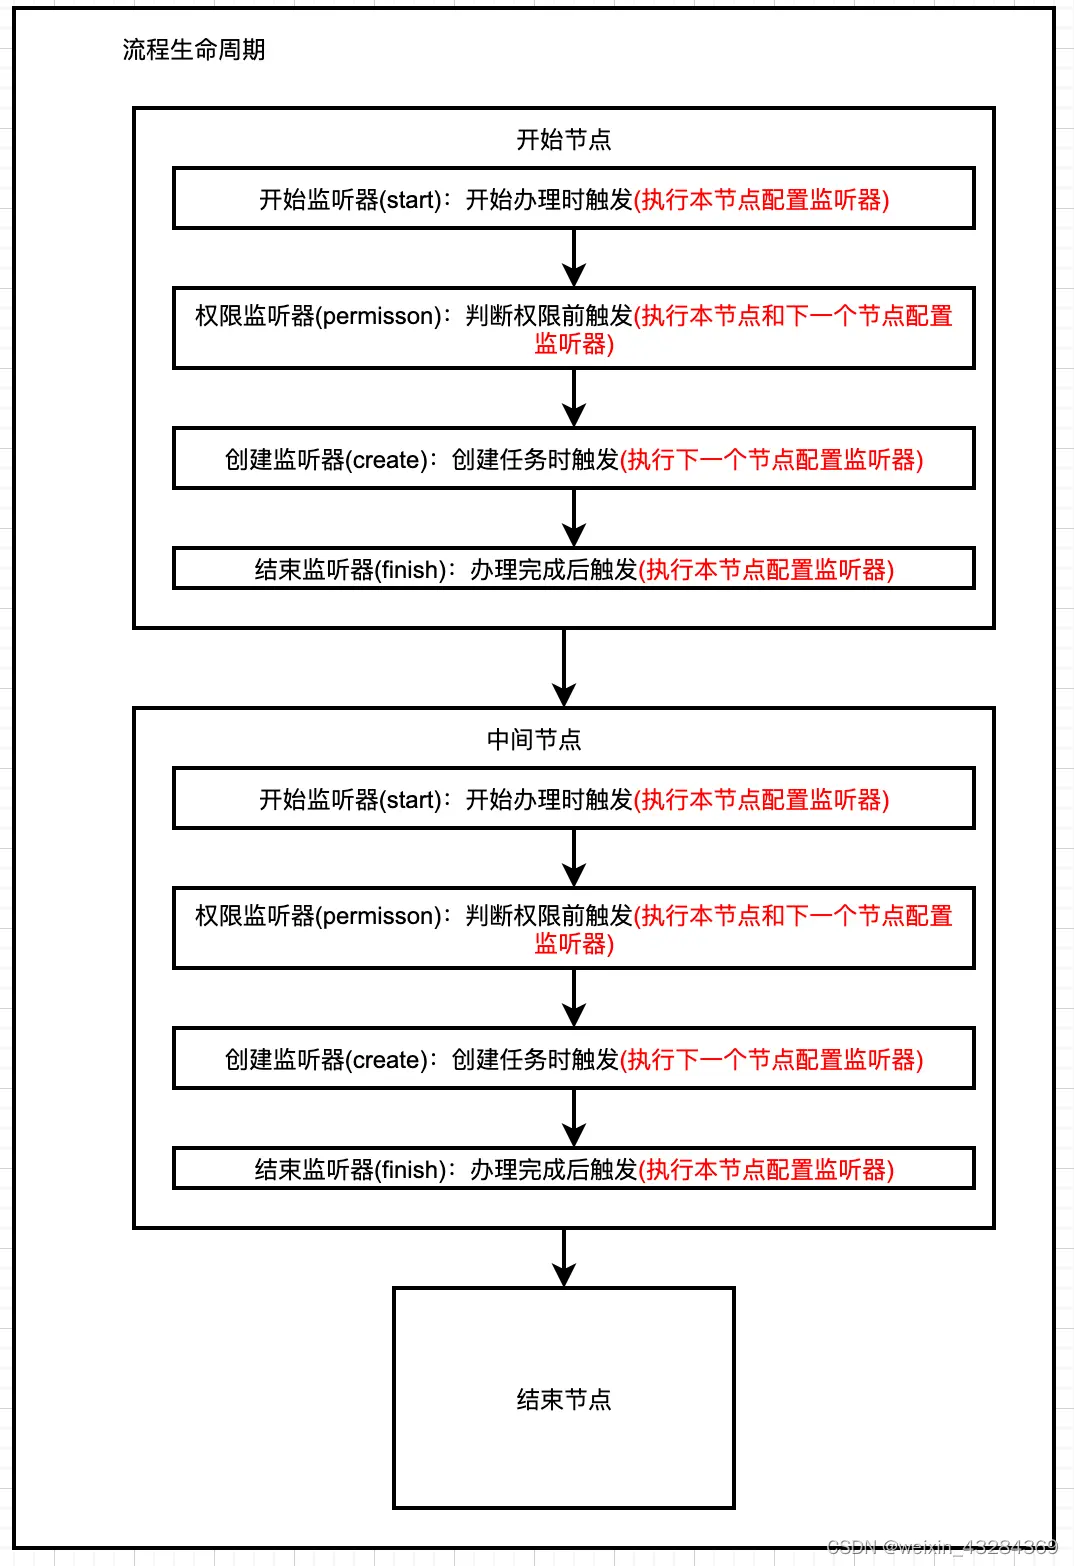 流程生命周期
开始节点
开始监听器(start)：开始办理时触发(执行本节点配置监听器)
权限监听器(permisson)：判断权限前触发(执行本节点和下一个节点配置
监听器)
创建监听器(create)：创建任务时触发(执行下一个节点配置监听器)
结束监听器(finish)：办理完成后触发(执行本节点配置监听器)
中间节点
开始监听器(start)：开始办理时触发(执行本节点配置监听器)
权限监听器(permisson)：判断权限前触发(执行本节点和下一个节点配置
监听器)
创建监听器(create)：创建任务时触发(执行下一个节点配置监听器)
结束监听器(finish)：办理完成后触发(执行本节点配置监听器)
结束节点
CSDN @weixin_43284369